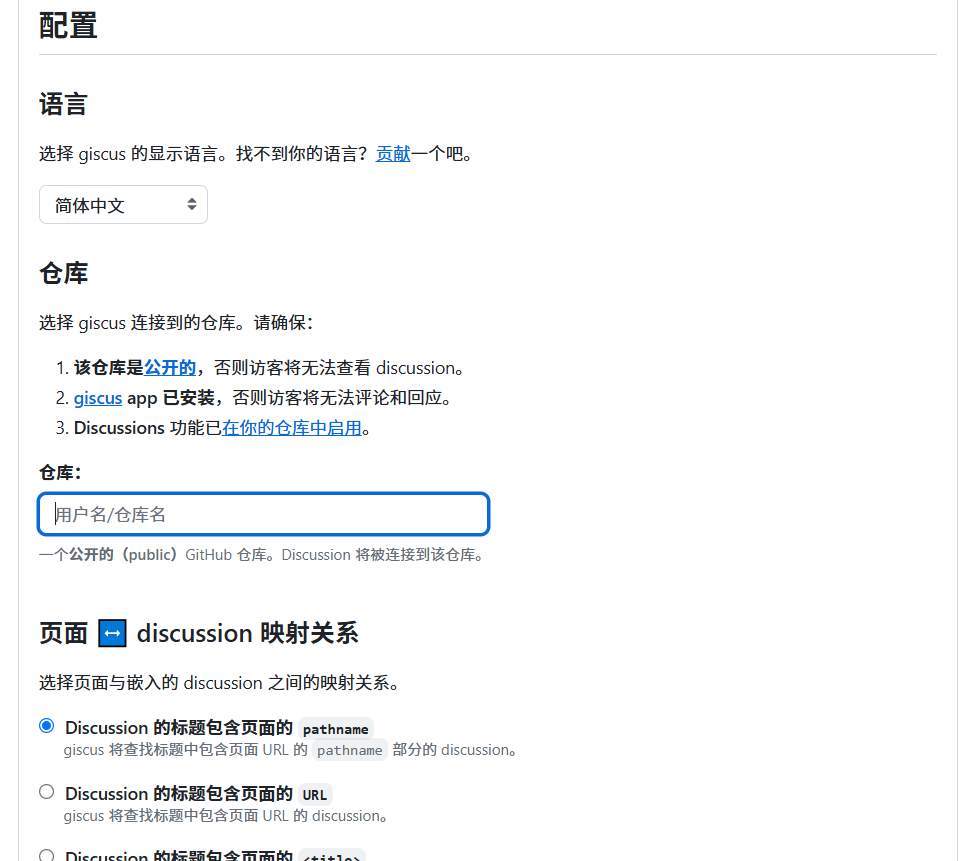 配置
语言
选择 giscus 的显示语言。找不到你的语言？贡献一个吧。
简体中文
仓库
选择 giscus 连接到的仓库。请确保：
1. 该仓库是公开的，否则访客将无法查看 discussion。
2. giscus app 已安装，否则访客将无法评论和回应。
3. Discussions 功能已在你的仓库中启用。
仓库：
用户名/仓库名
一个公开的（public）GitHub 仓库。Discussion 将被连接到该仓库。
页面 ↔️ discussion 映射关系
选择页面与嵌入的 discussion 之间的映射关系。
Discussion 的标题包含页面的 pathname
giscus 将查找标题中包含页面 URL 的 pathname 部分的 discussion。
Discussion 的标题包含页面的 URL
giscus 将查找标题中包含页面 URL 的 discussion。
Discussion 的标题包含页面的 <title>